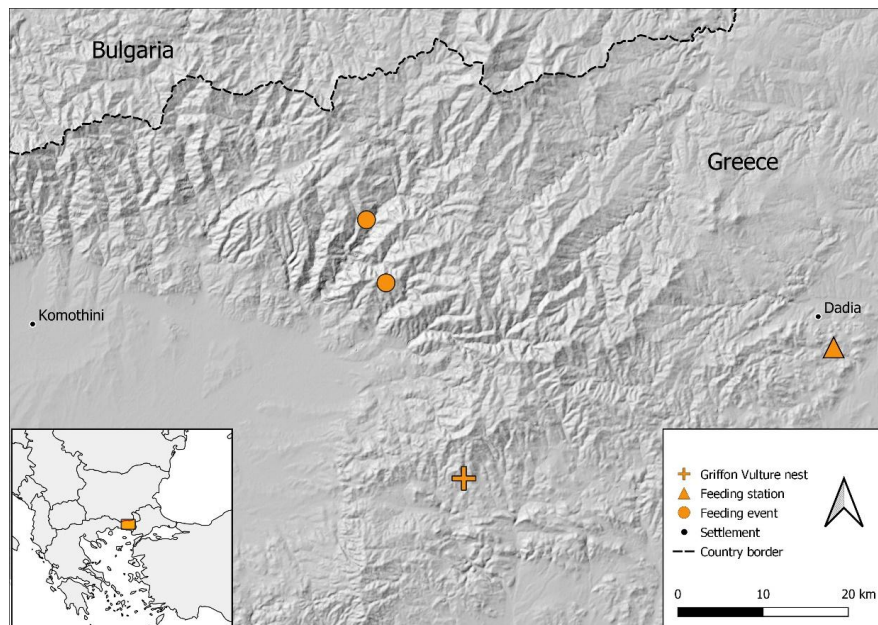 Bulgaria
Greece
Komothini
Dadia
Griffon Vulture nest
Feeding station
Feeding event
Settlement
Country border
0 10 20 km